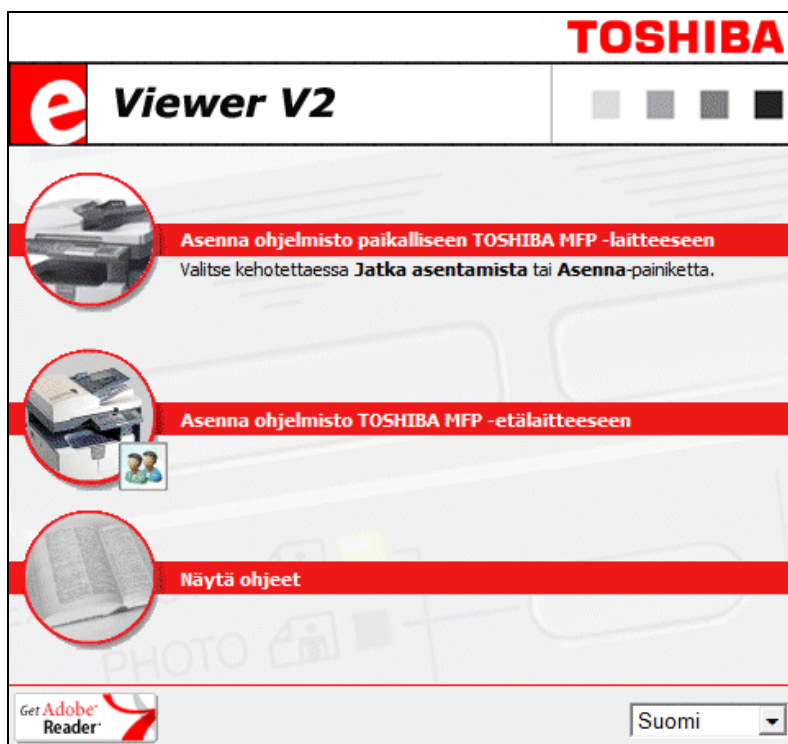 TOSHIBA
e Viewer V2
Asenna ohjelmisto paikalliseen TOSHIBA MFP -laitteeseen
Valitse kehotettaessa Jatka asentamista tai Asenna-painiketta.
Asenna ohjelmisto TOSHIBA MFP -etälaitteeseen
Näytä ohjeet
PHOTO
Get Adobe
Reader
Suomi